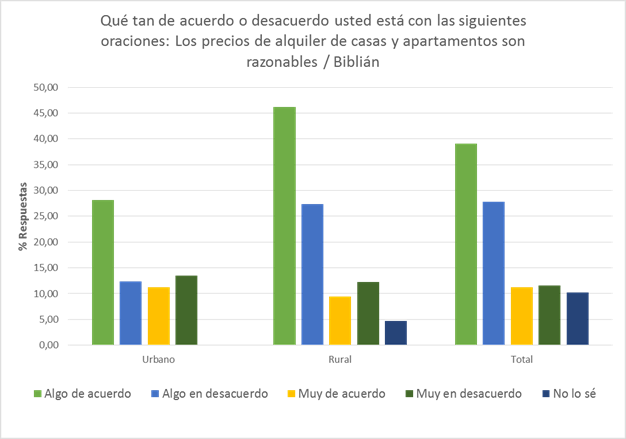 Qué tan de acuerdo o desacuerdo usted está con las siguientes
oraciones: Los precios de alquiler de casas y apartamentos son
razonables / Biblián
50,00
45,00
40,00
35,00
30,00
25,00
20,00
15,00
10,00
5,00
0,00
% Respuestas
Urbano Rural Total
Algo de acuerdo Algo en desacuerdo Muy de acuerdo Muy en desacuerdo No lo sé